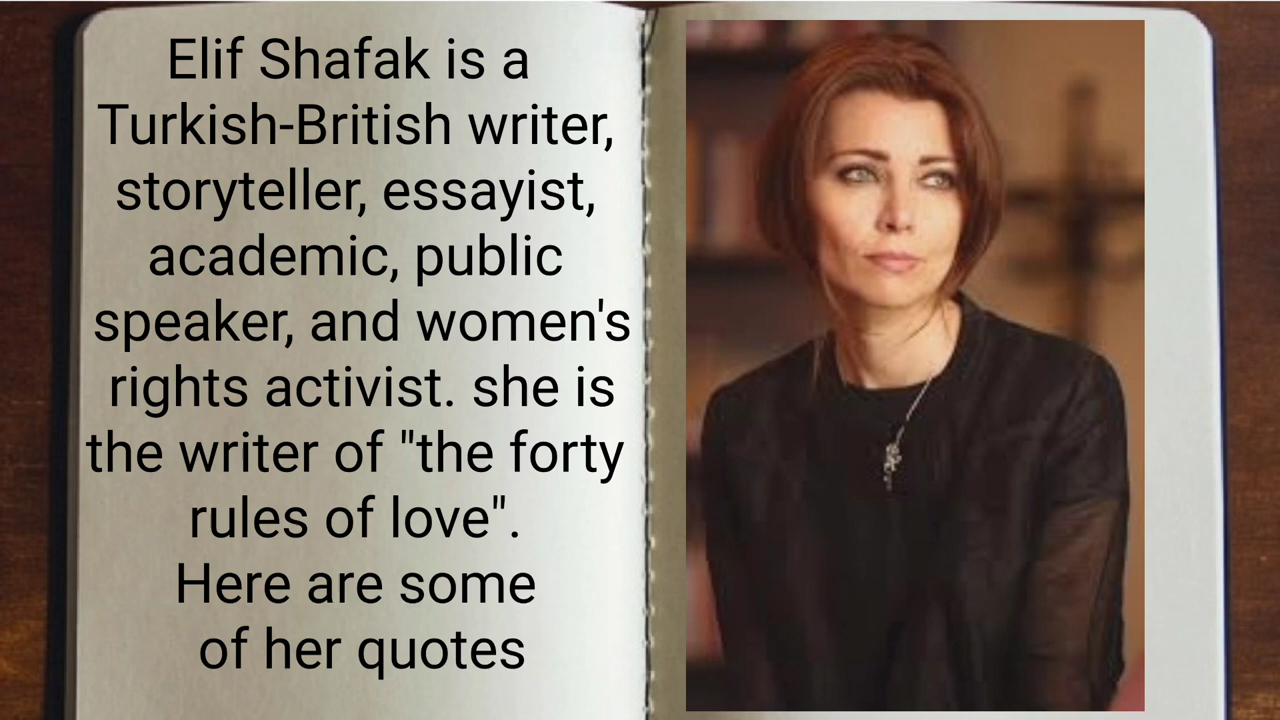 Elif Shafak is a
Turkish-British writer,
storyteller, essayist,
academic, public
speaker, and women's
rights activist. she is
the writer of "the forty
rules of love".
Here are some
of her quotes